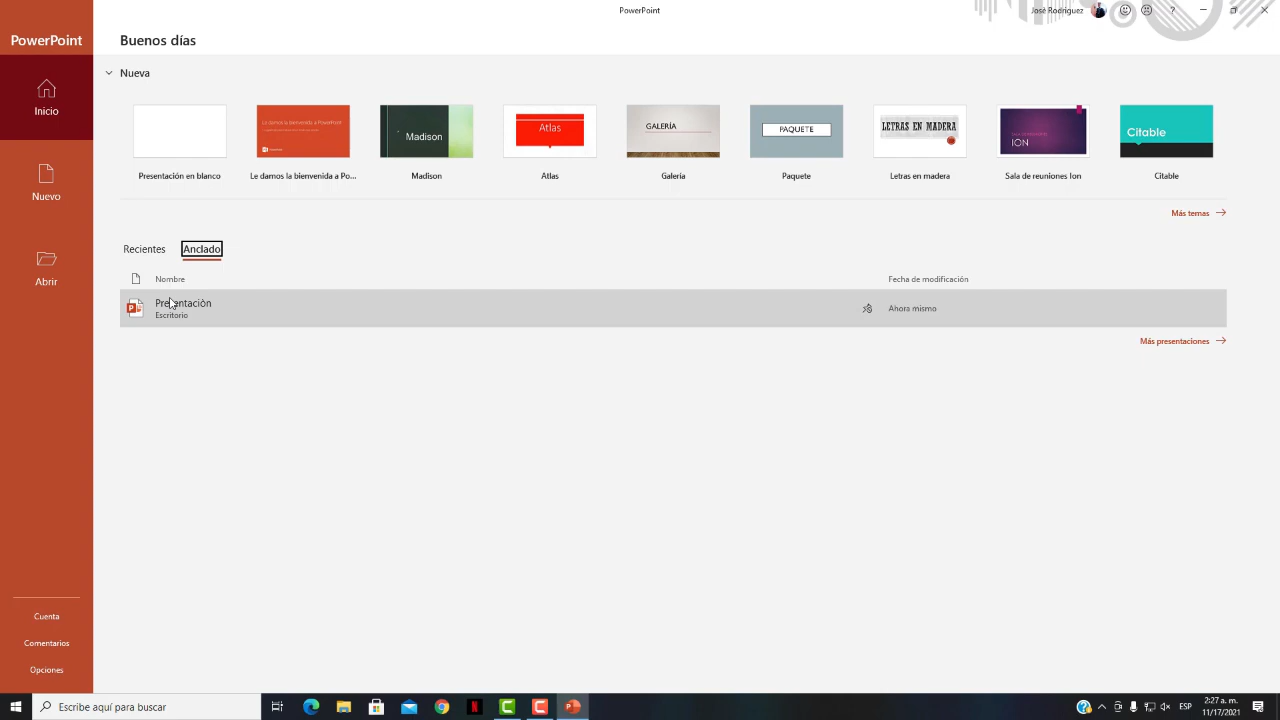 PowerPoint
José Rodríguez
?
PowerPoint
Buenos días
Inicio
Nuevo
Abrir
Nueva
Madison
Atlas
GALERÍA
PAQUETE
LETRAS EN MADERA
ION
Citable
Presentación en blanco
Le damos la bienvenida a Po...
Madison
Atlas
Galería
Paquete
Letras en madera
Sala de reuniones Ion
Citable
Más temas
Recientes
Anclado
Nombre
Fecha de modificación
Presentación
Escritorio
Ahora mismo
Más presentaciones
Cuenta
Comentarios
Opciones
Escribe aquí para buscar
ESP
2:27 a. m.
11/17/2021